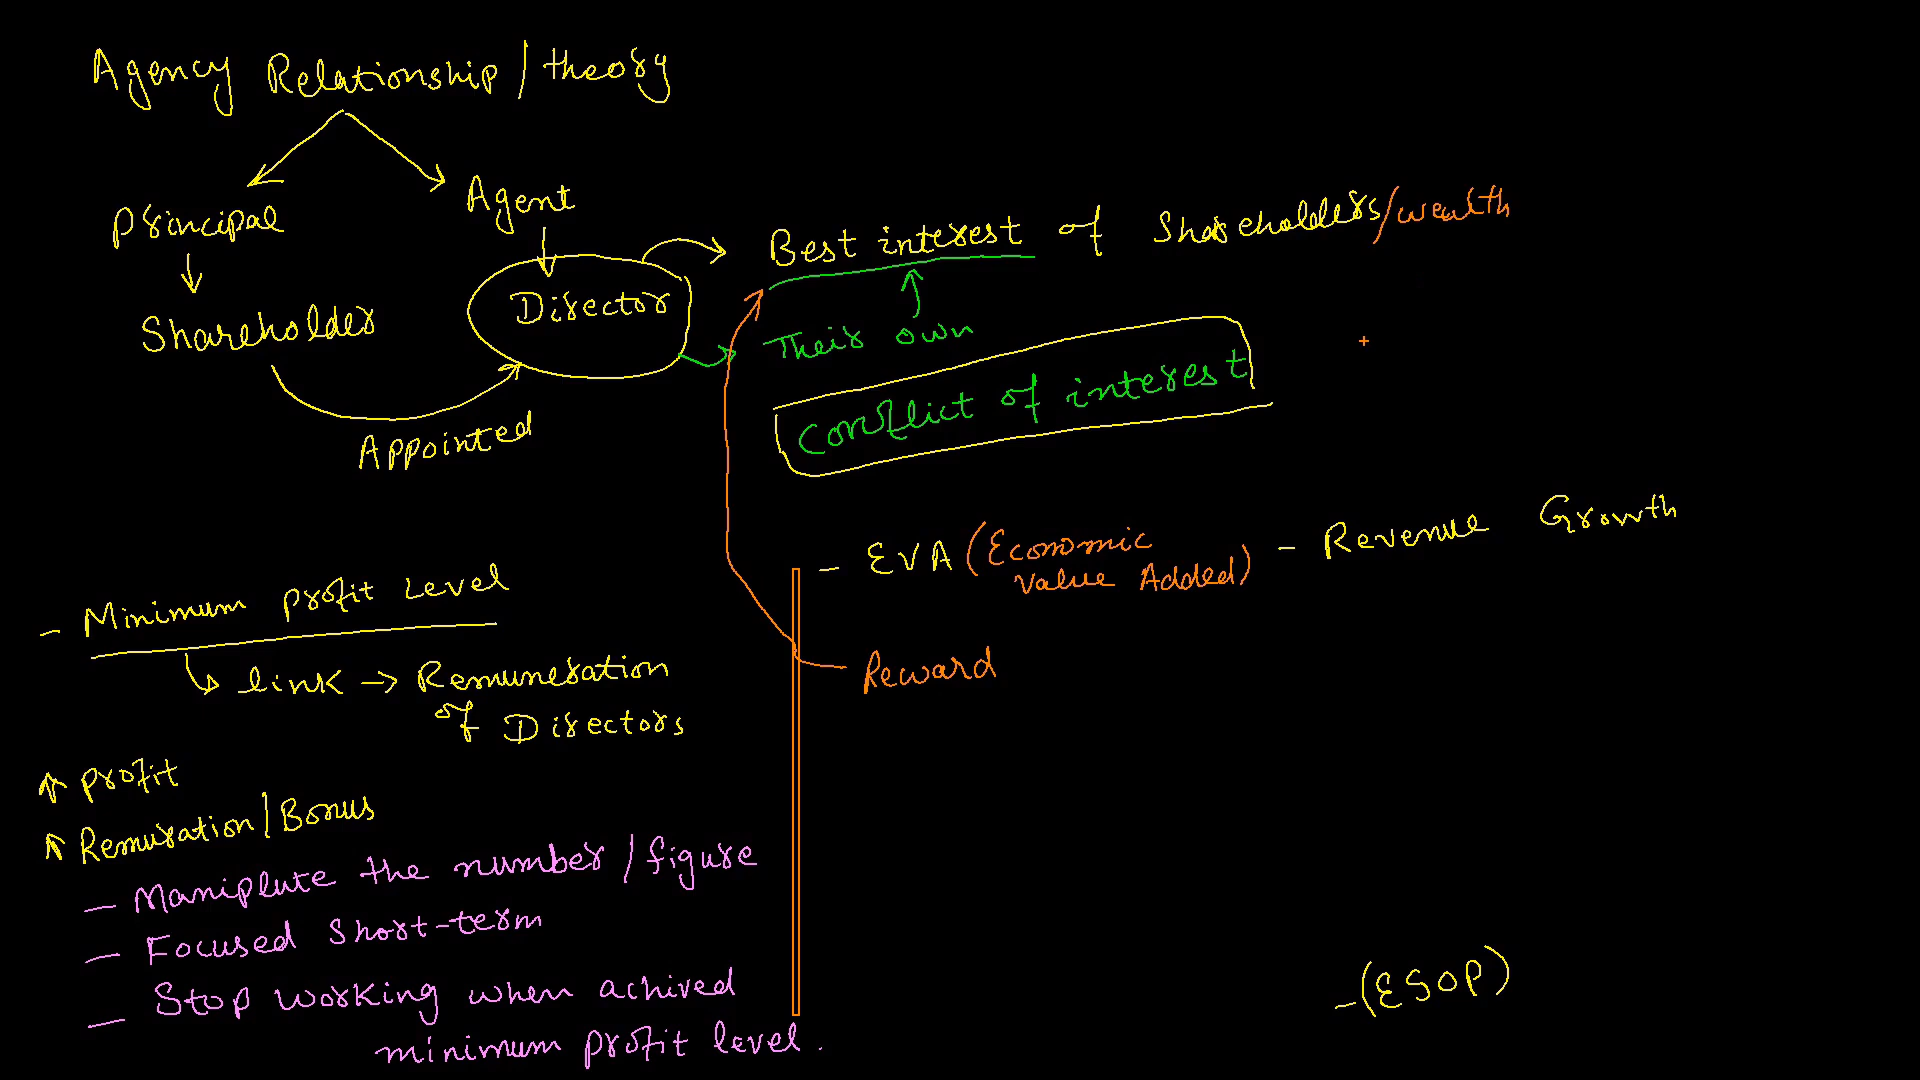 Agency Relationship / theory
Principal
Agent
Shareholder
Director
Appointed
Best interest of Shareholders / wealth
Their own
Conflict of interest
- Minimum profit Level
link → Remuneration
of Directors
↑ profit
↑ Remuration / Bonus
- Maniplute the number / figure
- Focused Short-term
- Stop working when achived
minimum profit level.
- EVA (Economic
Value Added)
- Revenue Growth
Reward
- (ESOP)